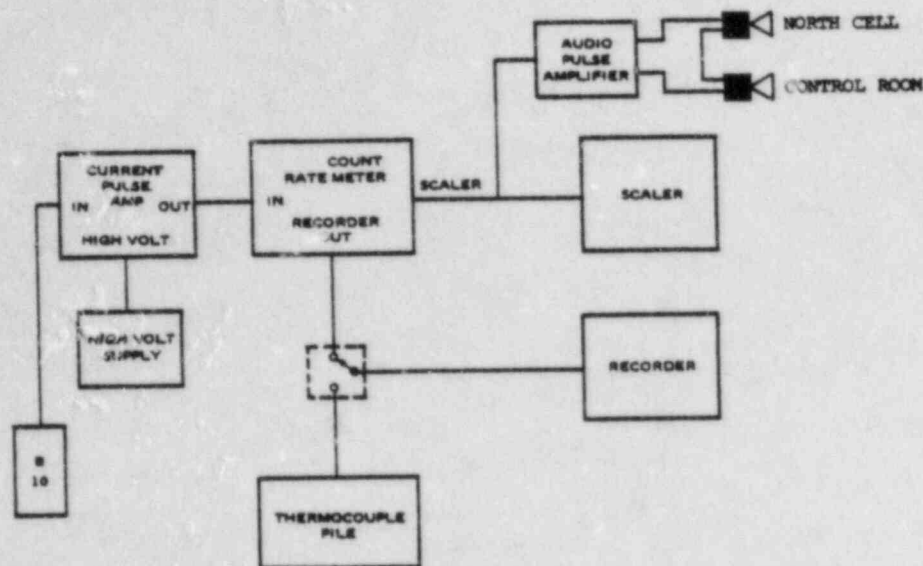 AUDIO
PULSE
AMPLIFIER
NORTH CELL
CONTROL ROOM
CURRENT
PULSE
AMP
IN OUT
HIGH VOLT
COUNT
RATE METER
IN
RECORDER
OUT
SCALER
SCALER
HIGH VOLT
SUPPLY
RECORDER
B
10
THERMOCOUPLE
PILE